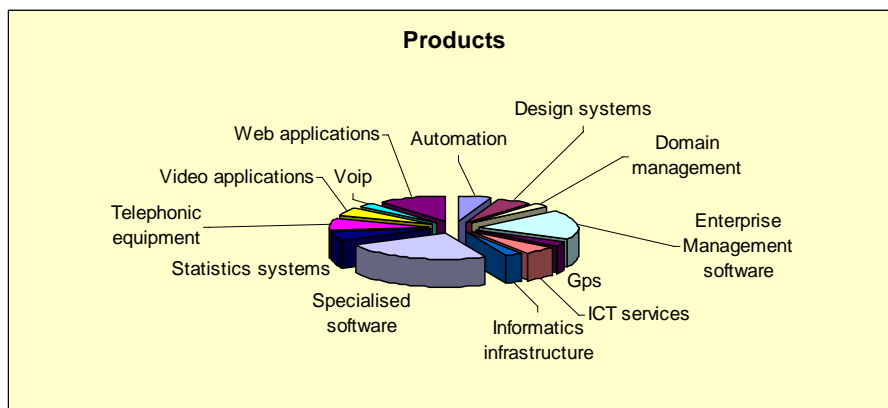 Products
Design systems
Web applications
Automation
Domain
management
Video applications
Voip
Telephonic
equipment
Enterprise
Management
software
Statistics systems
Gps
Specialised
software
ICT services
Informatics
infrastructure